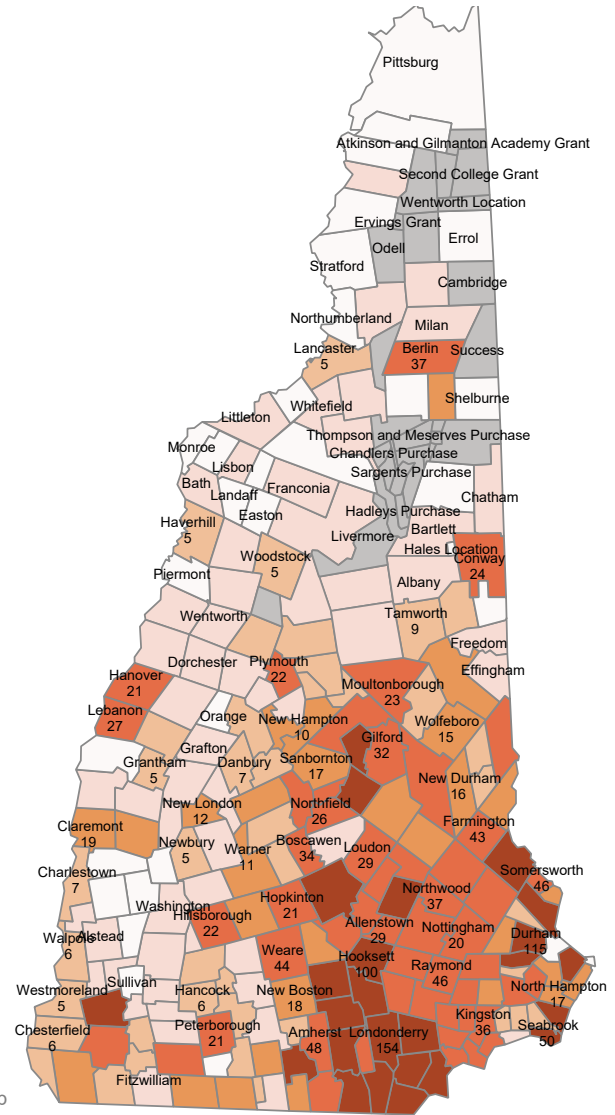 Pittsburg
Atkinson and Gilmanton Academy Grant
Second College Grant
Wentworth Location
Ervings Grant
Errol
Odell
Stratford
Cambridge
Northumberland
Milan
Lancaster
5
Berlin
37
Success
Shelburne
Whitefield
Littleton
Thompson and Meserves Purchase
Monroe
Chandlers Purchase
Lisbon
Sargents Purchase
Bath
Franconia
Landaff
Chatham
Easton
Hadleys Purchase
Haverhill
5
Bartlett
Livermore
Hales Location
Woodstock
5
Conway
24
Piermont
Albany
Wentworth
Tamworth
9
Freedom
Dorchester
Plymouth
22
Effingham
Hanover
21
Moultonborough
23
Lebanon
27
Orange
New Hampton
10
Wolfeboro
15
Gilford
32
Grafton
Sanbornton
17
Grantham
5
Danbury
7
New Durham
16
New London
12
Northfield
26
Claremont
19
Farmington
43
Newbury
5
Boscawen
34
Warner
11
Loudon
29
Charlestown
7
Somersworth
46
Northwood
37
Hopkinton
21
Washington
Hillsborough
22
Allenstown
29
Nottingham
20
Durham
115
Walpole
6
Alstead
Weare
44
Hooksett
100
Raymond
46
Sullivan
Westmoreland
5
Hancock
6
New Boston
18
North Hampton
17
Kingston
36
Chesterfield
6
Peterborough
21
Amherst
48
Londonderry
154
Seabrook
50
Fitzwilliam